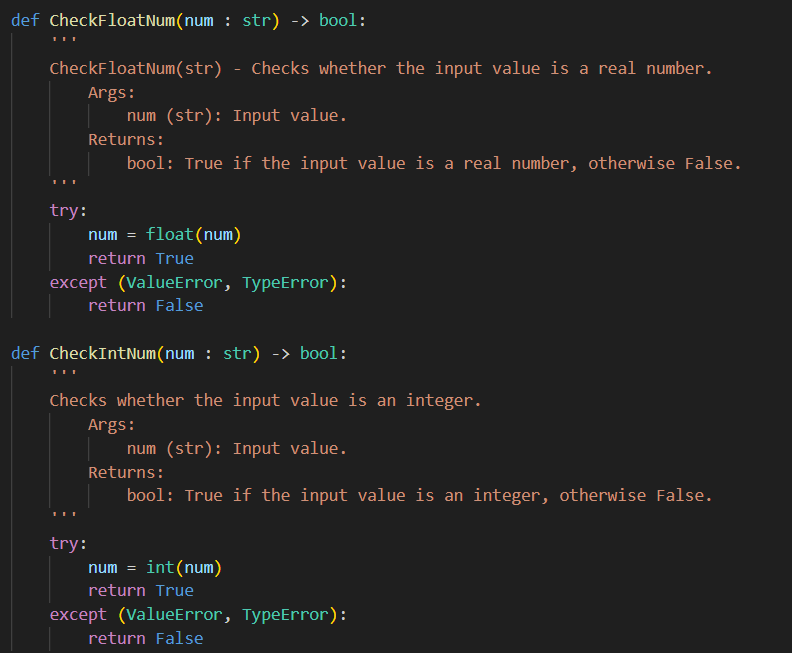 def CheckFloatNum(num : str) -> bool:
    '''
    CheckFloatNum(str) - Checks whether the input value is a real number.
        Args:
            num (str): Input value.
        Returns:
            bool: True if the input value is a real number, otherwise False.
    '''
    try:
        num = float(num)
        return True
    except (ValueError, TypeError):
        return False

def CheckIntNum(num : str) -> bool:
    '''
    Checks whether the input value is an integer.
        Args:
            num (str): Input value.
        Returns:
            bool: True if the input value is an integer, otherwise False.
    '''
    try:
        num = int(num)
        return True
    except (ValueError, TypeError):
        return False